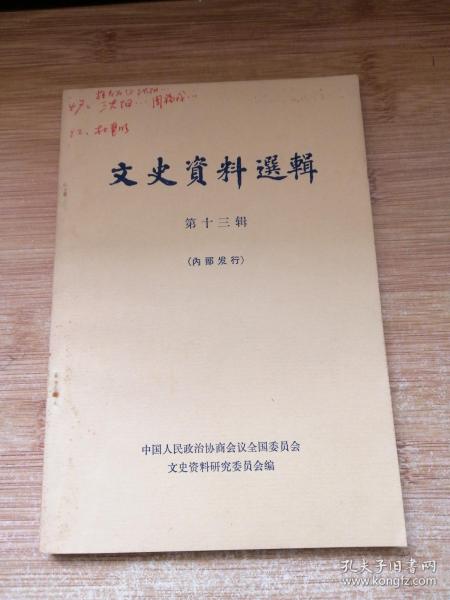 文史資料選輯
第十三辑
（内部发行）
中国人民政治协商会议全国委员会
文史资料研究委员会编
孔夫子旧书网
www.kongfz.com